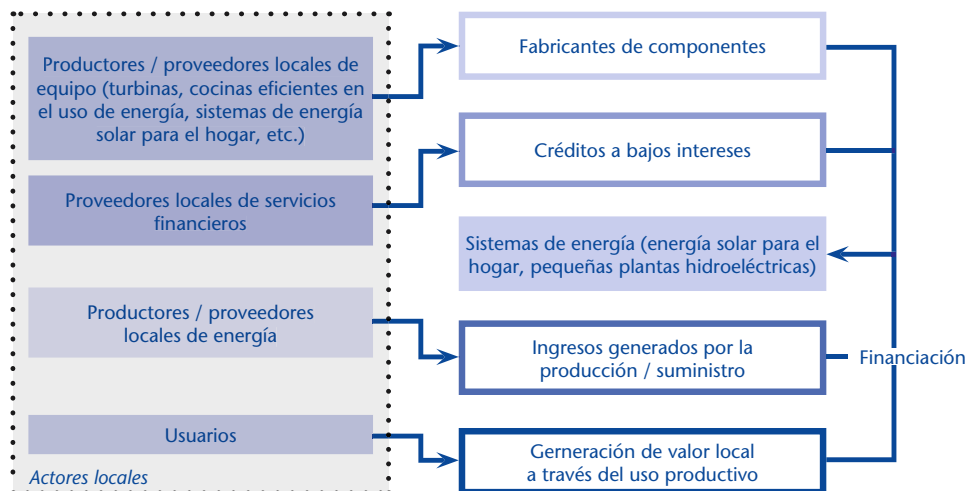 Productores / proveedores locales de
equipo (turbinas, cocinas eficientes en
el uso de energía, sistemas de energía
solar para el hogar, etc.)
Proveedores locales de servicios
financieros
Productores / proveedores
locales de energía
Usuarios
Actores locales
Fabricantes de componentes
Créditos a bajos intereses
Sistemas de energía (energía solar para el
hogar, pequeñas plantas hidroeléctricas)
Ingresos generados por la
producción / suministro
Gerneración de valor local
a través del uso productivo
Financiación